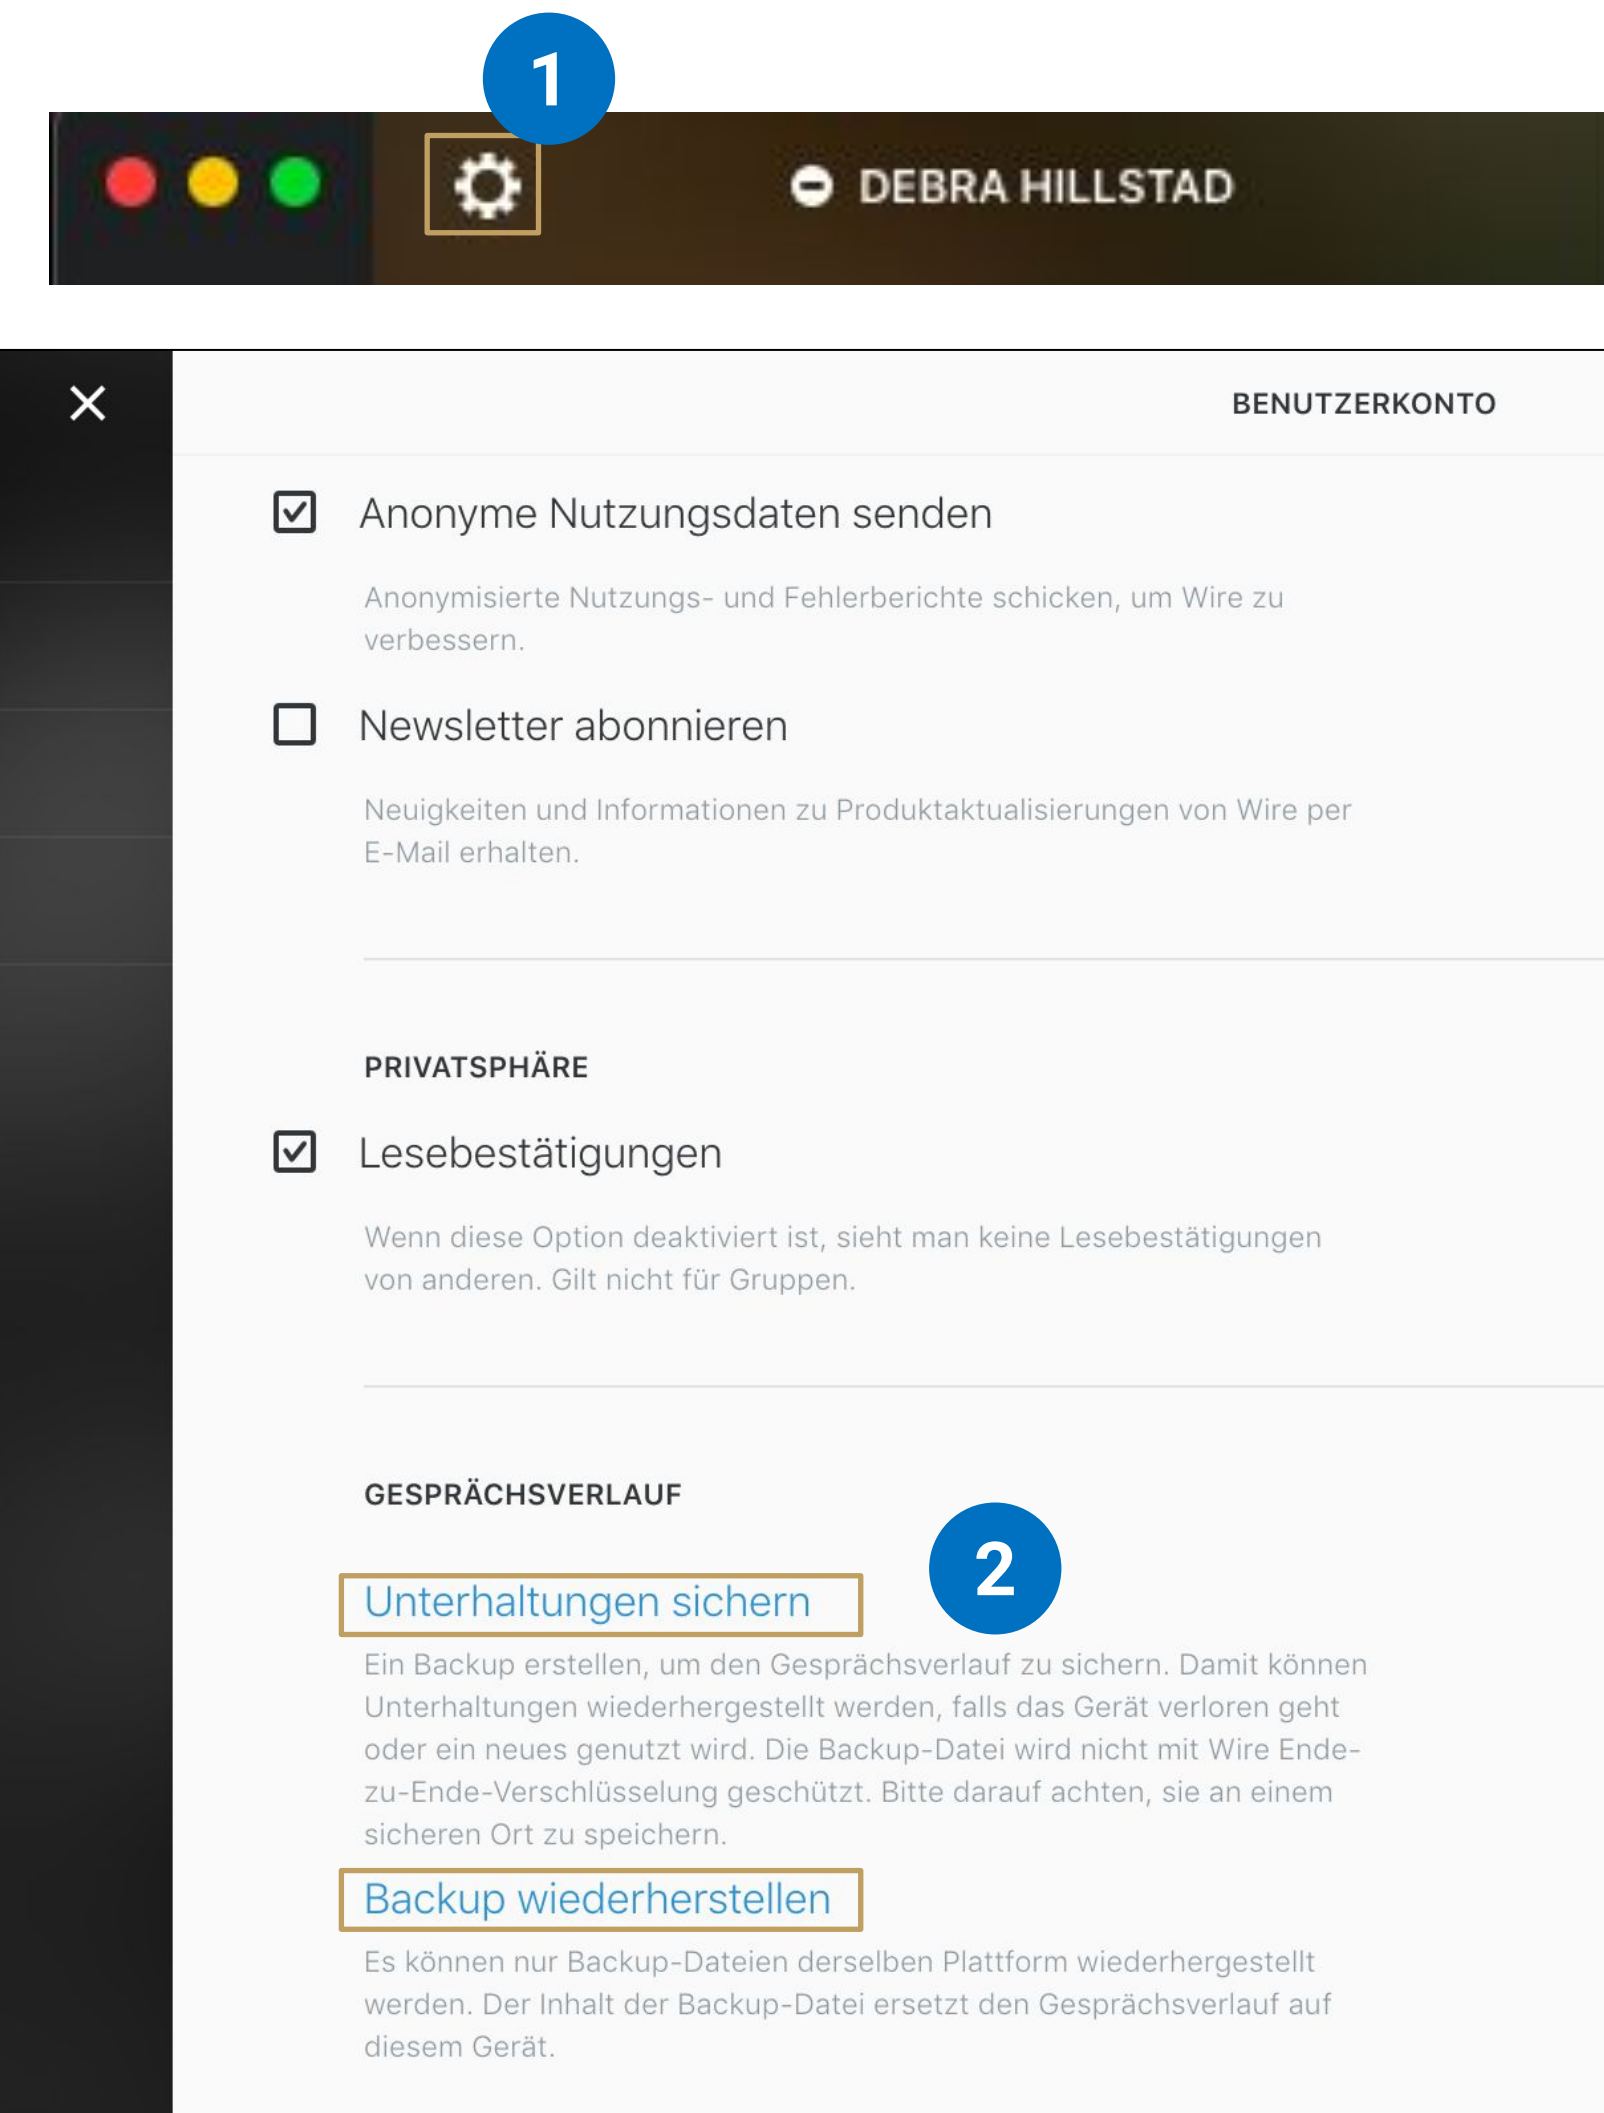 1
DEBRA HILLSTAD
BENUTZERKONTO
Anonyme Nutzungsdaten senden
Anonymisierte Nutzungs- und Fehlerberichte schicken, um Wire zu
verbessern.
Newsletter abonnieren
Neuigkeiten und Informationen zu Produktaktualisierungen von Wire per
E-Mail erhalten.
PRIVATSPHÄRE
Lesebestätigungen
Wenn diese Option deaktiviert ist, sieht man keine Lesebestätigungen
von anderen. Gilt nicht für Gruppen.
GESPRÄCHSVERLAUF
2
Unterhaltungen sichern
Ein Backup erstellen, um den Gesprächsverlauf zu sichern. Damit können
Unterhaltungen wiederhergestellt werden, falls das Gerät verloren geht
oder ein neues genutzt wird. Die Backup-Datei wird nicht mit Wire Ende-
zu-Ende-Verschlüsselung geschützt. Bitte darauf achten, sie an einem
sicheren Ort zu speichern.
Backup wiederherstellen
Es können nur Backup-Dateien derselben Plattform wiederhergestellt
werden. Der Inhalt der Backup-Datei ersetzt den Gesprächsverlauf auf
diesem Gerät.